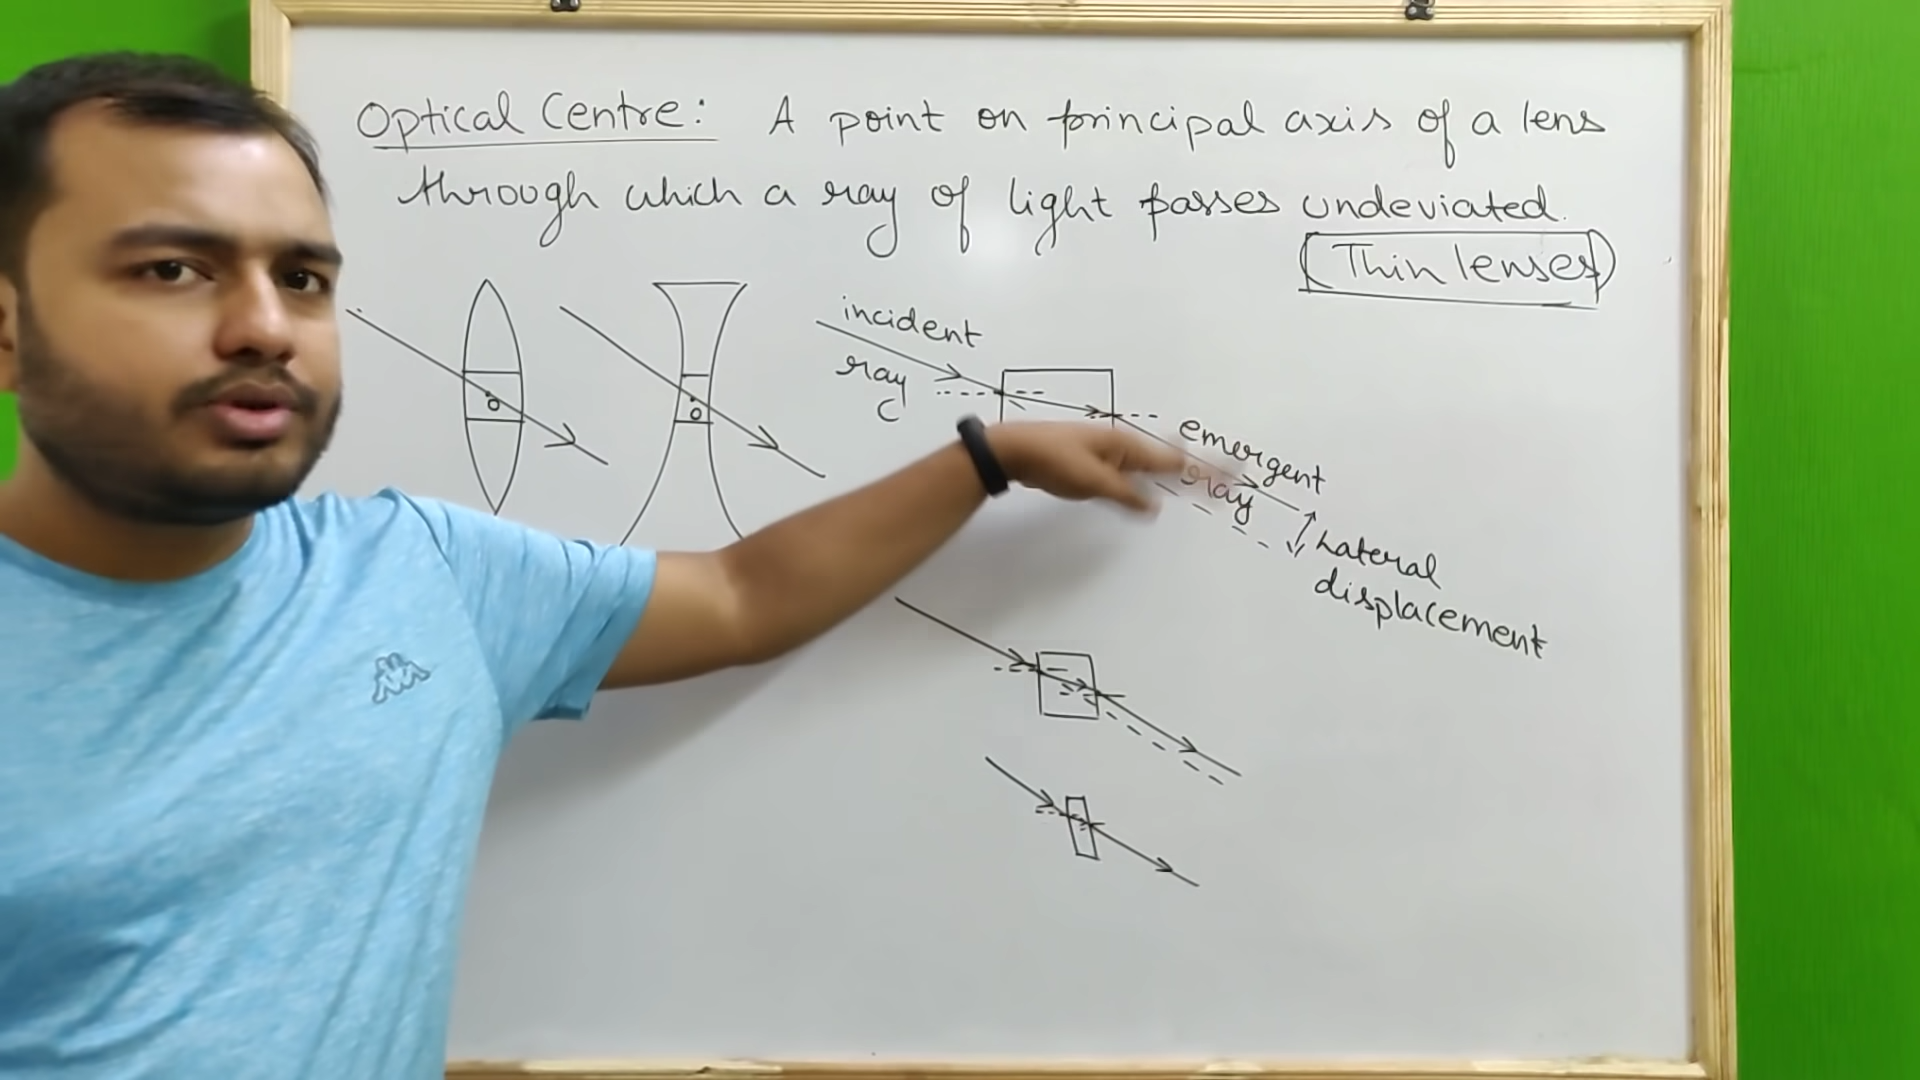 Optical Centre: A point on principal axis of a lens
through which a ray of light passes undeviated.
(Thin lenses)
incident
ray
emergent
ray
Lateral
displacement
O
O